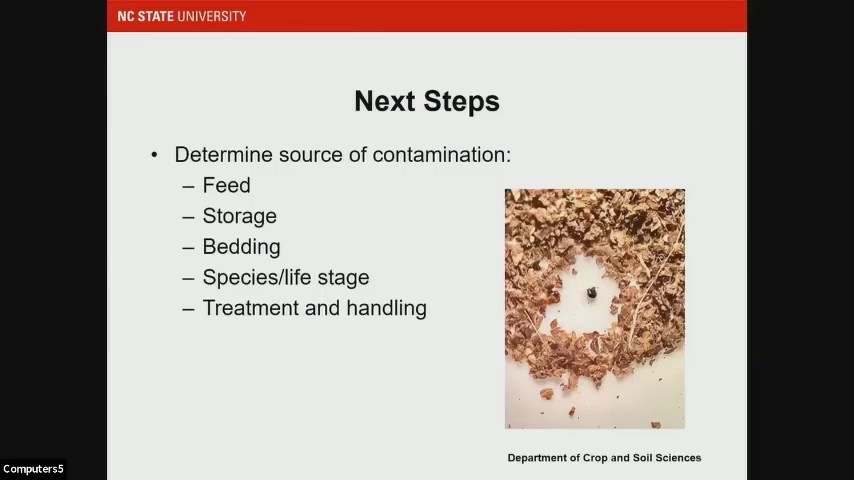 NC STATE UNIVERSITY
Next Steps
• Determine source of contamination:
– Feed
– Storage
– Bedding
– Species/life stage
– Treatment and handling
Department of Crop and Soil Sciences
Computers5